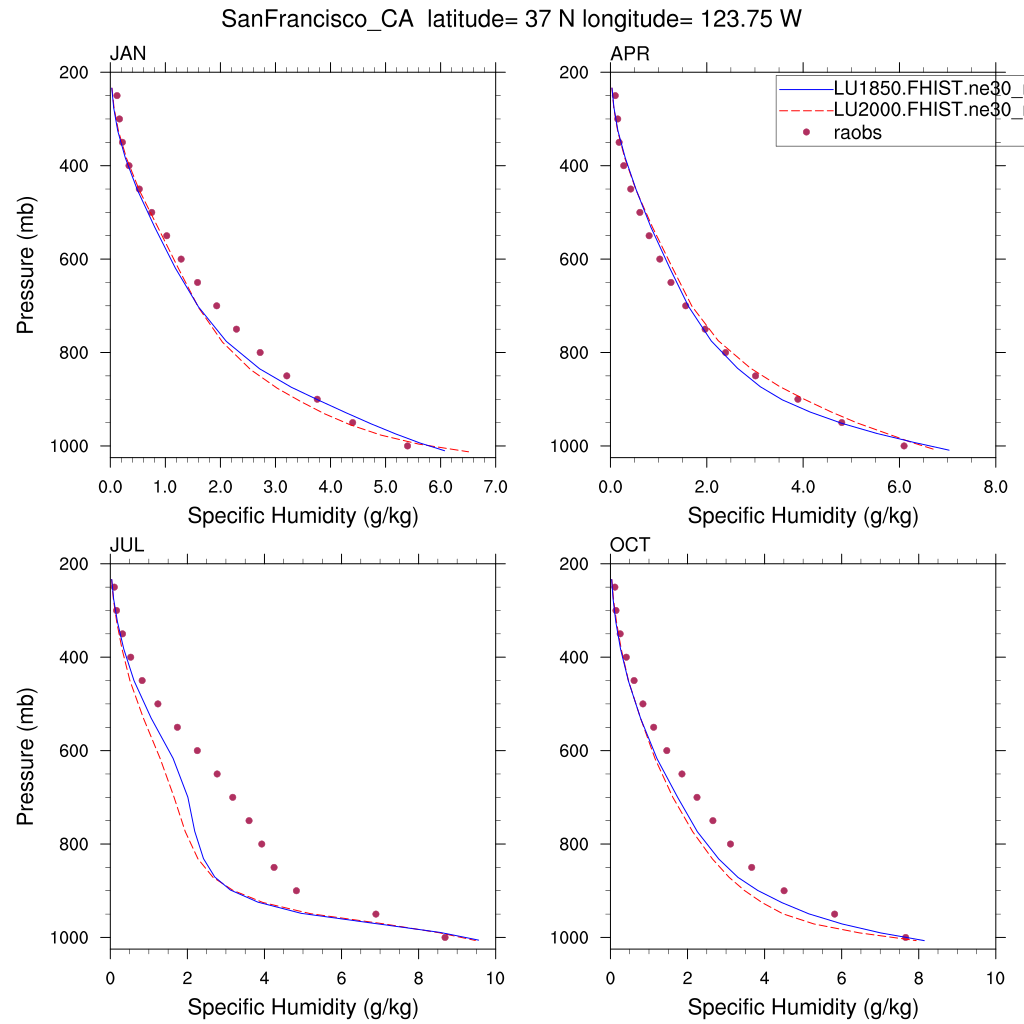 SanFrancisco_CA latitude= 37 N longitude= 123.75 W
JAN
200
400
600
800
1000
Pressure (mb)
0.0 1.0 2.0 3.0 4.0 5.0 6.0 7.0
Specific Humidity (g/kg)
APR
LU1850.FHIST.ne30_
LU2000.FHIST.ne30_
raobs
200
400
600
800
1000
0.0 2.0 4.0 6.0 8.0
Specific Humidity (g/kg)
JUL
200
400
600
800
1000
Pressure (mb)
0 2 4 6 8 10
Specific Humidity (g/kg)
OCT
200
400
600
800
1000
0 2 4 6 8 10
Specific Humidity (g/kg)